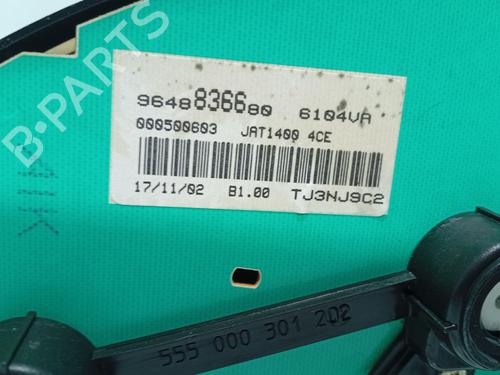 9648836680 6104VA
000500603 JAT1400 4CE
17/11/02 B1.00 TJ3NJ9C2
555 000 301 202
B-PARTS